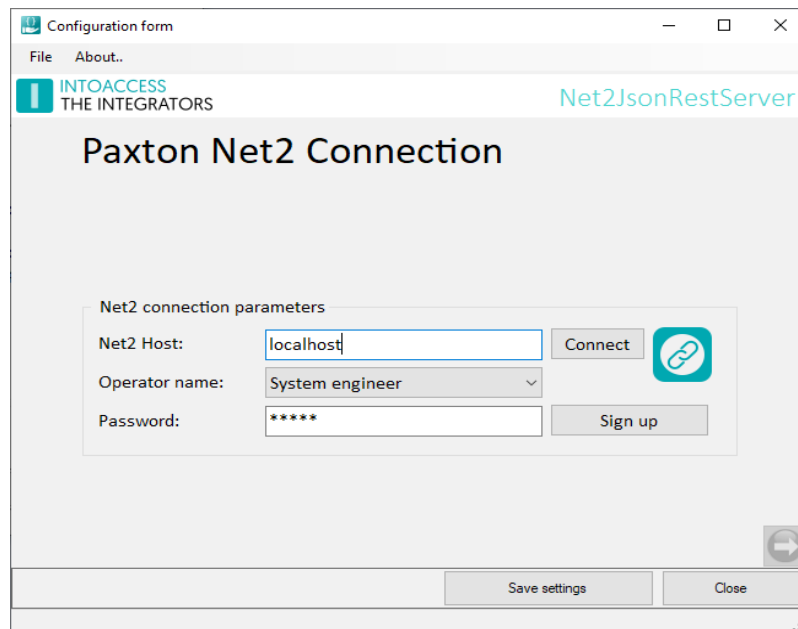 Configuration form
File About..
INTOACCESS
THE INTEGRATORS
Net2JsonRestServer
Paxton Net2 Connection
Net2 connection parameters
Net2 Host: localhost Connect
Operator name: System engineer
Password: ***** Sign up
Save settings Close